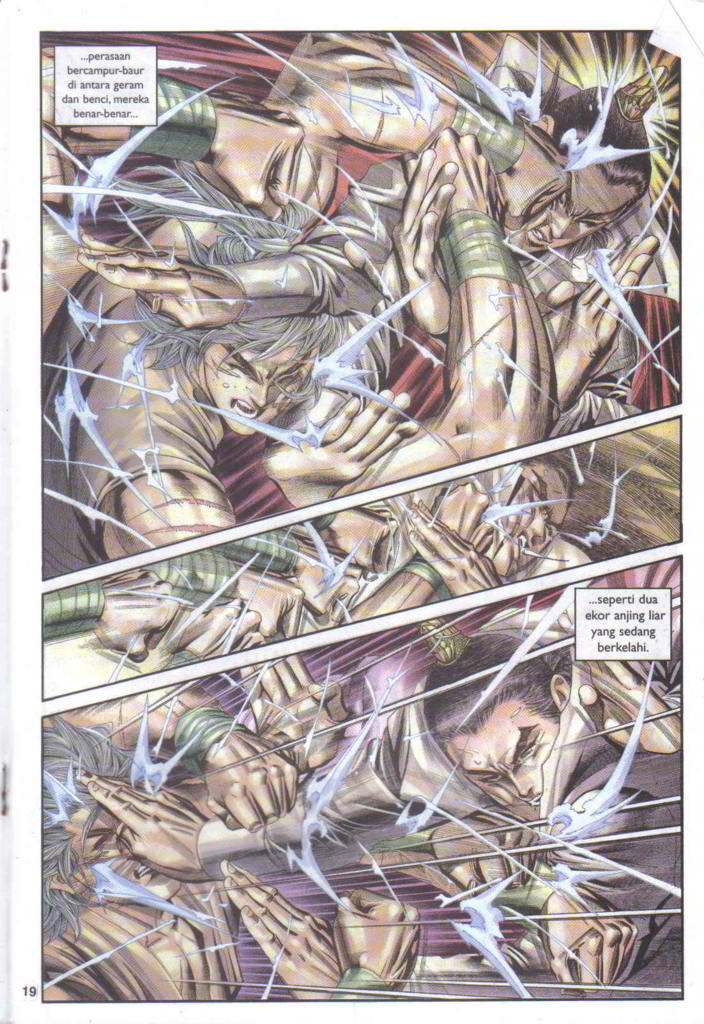 ...perasaan
bercampur-baur
di antara geram
dan benci, mereka
benar-benar...
...seperti dua
ekor anjing liar
yang sedang
berkelahi.
19